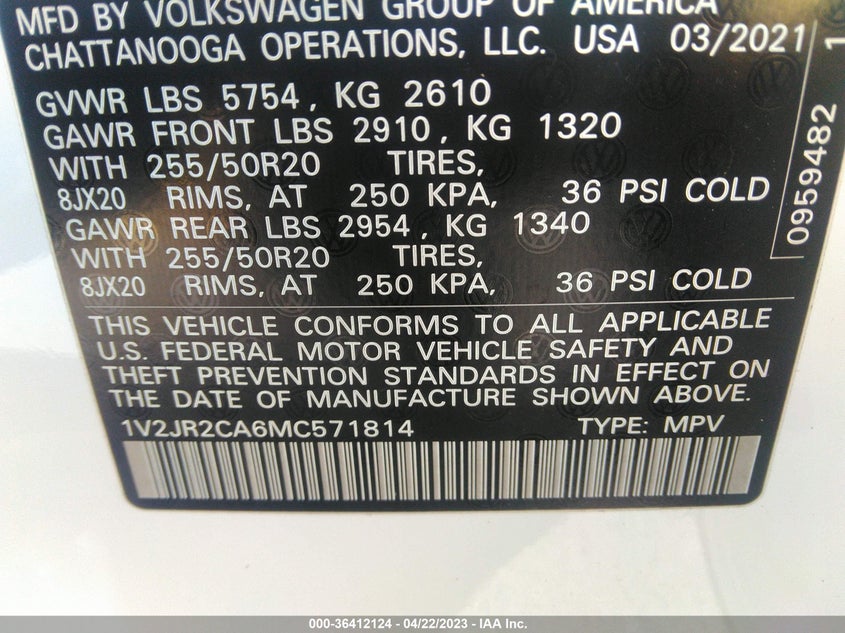 MFD BY VOLKSWAGEN GROUP OF AMERICA
CHATTANOOGA OPERATIONS, LLC. USA 03/2021
GVWR LBS 5754, KG 2610
GAWR FRONT LBS 2910, KG 1320
WITH 255/50R20 TIRES,
8JX20 RIMS, AT 250 KPA, 36 PSI COLD
GAWR REAR LBS 2954, KG 1340
WITH 255/50R20 TIRES,
8JX20 RIMS, AT 250 KPA, 36 PSI COLD
THIS VEHICLE CONFORMS TO ALL APPLICABLE
U.S. FEDERAL MOTOR VEHICLE SAFETY AND
THEFT PREVENTION STANDARDS IN EFFECT ON
THE DATE OF MANUFACTURE SHOWN ABOVE.
1V2JR2CA6MC571814 TYPE: MPV
0959482
000-36412124 - 04/22/2023 - IAA Inc.